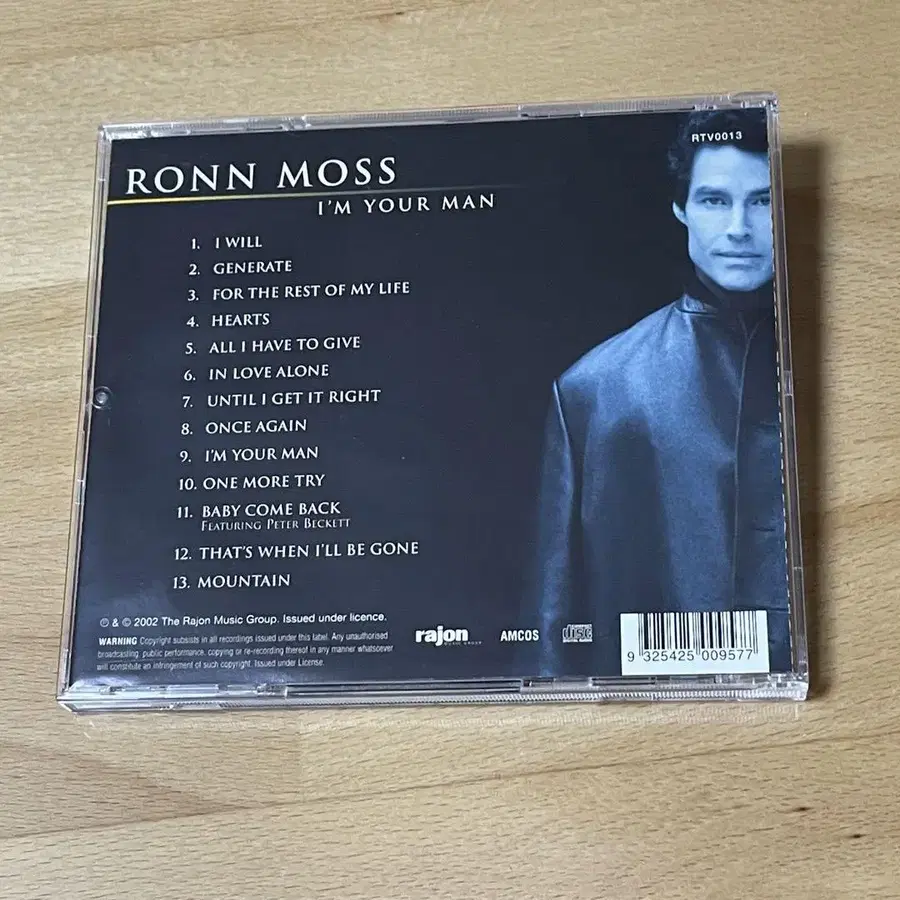 RTV0013
RONN MOSS
I'M YOUR MAN
1. I WILL
2. GENERATE
3. FOR THE REST OF MY LIFE
4. HEARTS
5. ALL I HAVE TO GIVE
6. IN LOVE ALONE
7. UNTIL I GET IT RIGHT
8. ONCE AGAIN
9. I'M YOUR MAN
10. ONE MORE TRY
11. BABY COME BACK
FEATURING PETER BECKETT
12. THAT'S WHEN I'LL BE GONE
13. MOUNTAIN
℗ & © 2002 The Rajon Music Group. Issued under licence.
WARNING Copyright subsists in all recordings issued under this label. Any unauthorised
broadcasting, public performance, copying or re-recording thereof in any manner whatsoever
will constitute an infringement of such copyright. Issued under License.
rajon
MUSIC GROUP
AMCOS
disc
9 325425 009577